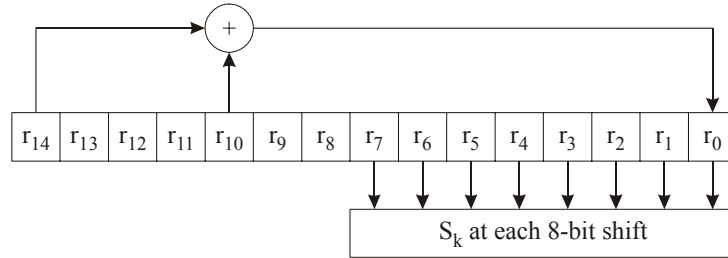 +
r14 r13 r12 r11 r10 r9 r8 r7 r6 r5 r4 r3 r2 r1 r0
Sk at each 8-bit shift